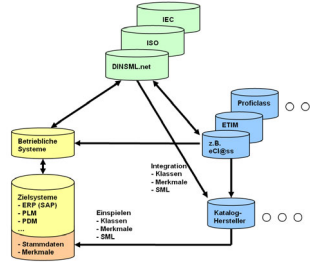 IEC
ISO
DINSML.net
Proficlass
ETIM
z.B.
eCl@ss
Betriebliche
Systeme
Integration
- Klassen
- Merkmale
- SML
Zielsysteme
- ERP (SAP)
- PLM
- PDM
...
- Stammdaten
- Merkmale
Einspielen
- Klassen
- Merkmale
- SML
Katalog-
Hersteller